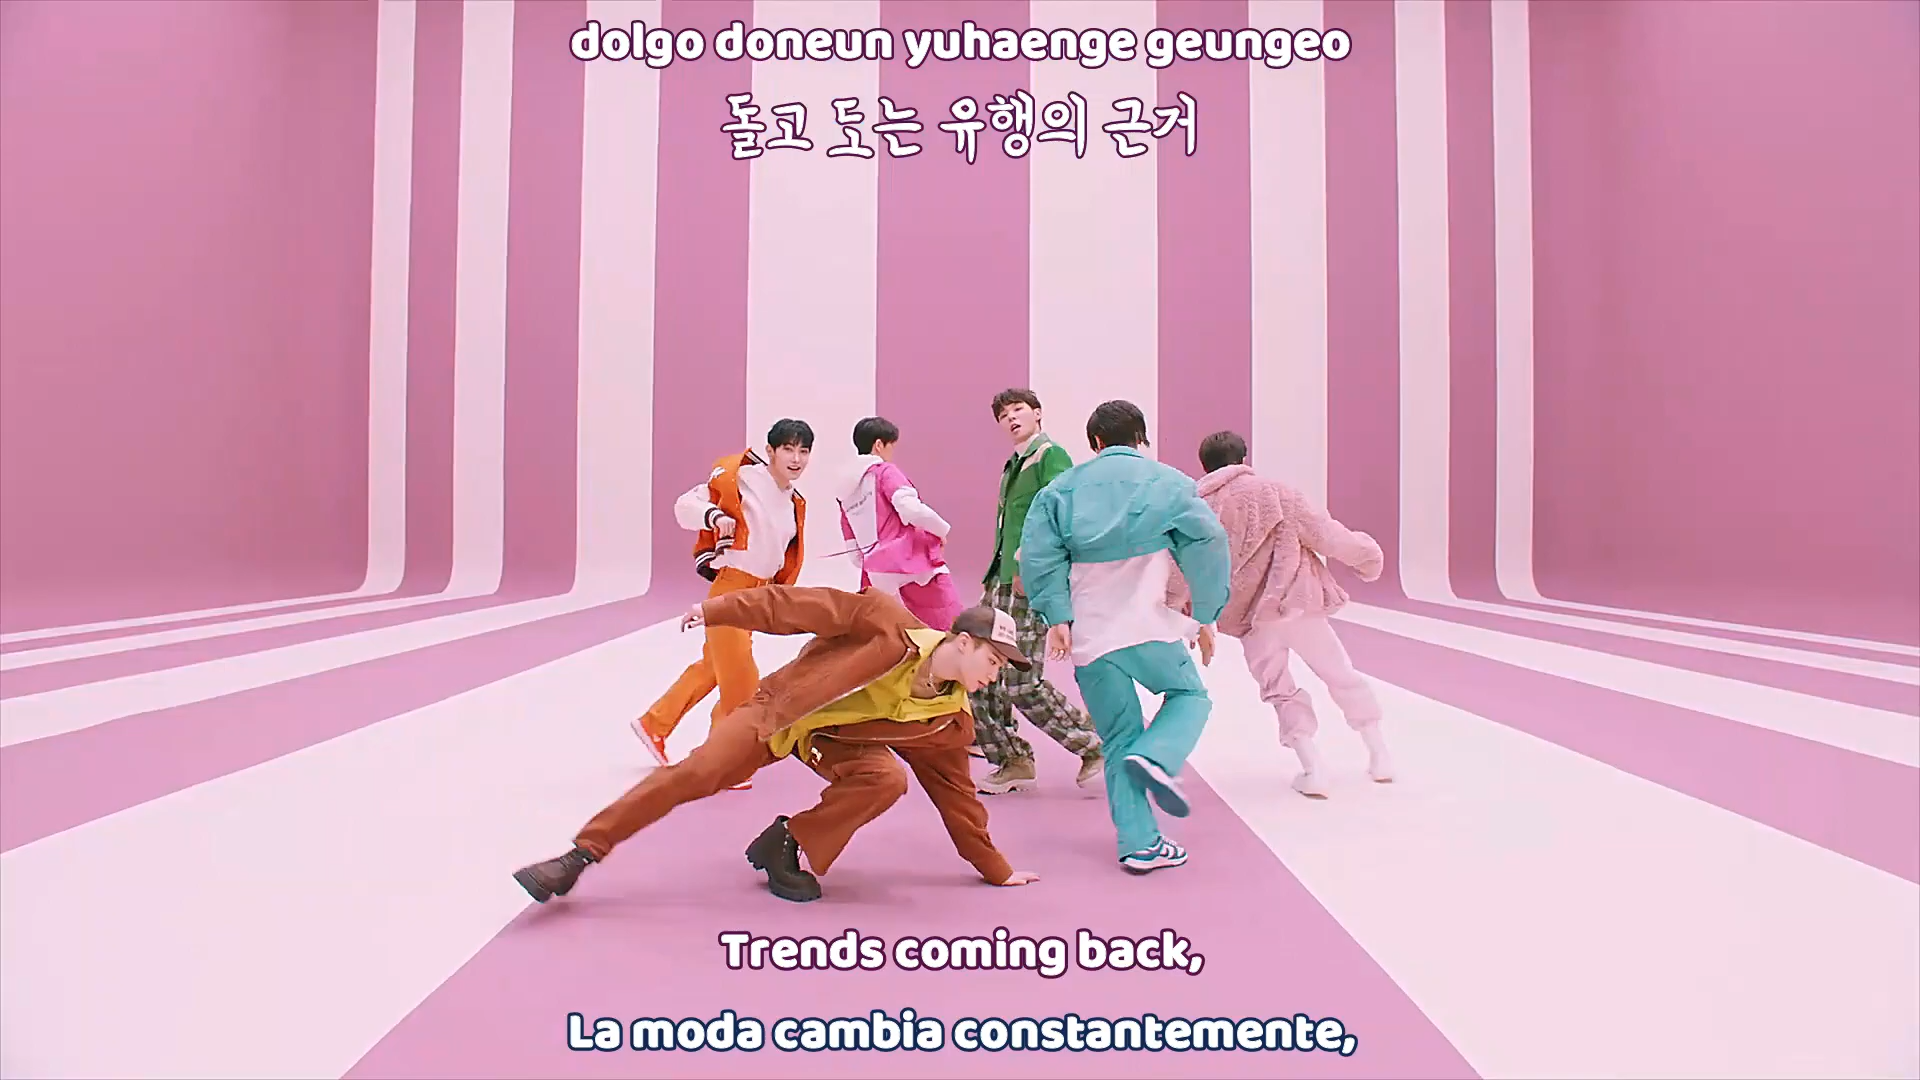 dolgo doneun yuhaenge geungeo
돌고 도는 유행의 근거
Trends coming back,
La moda cambia constantemente,